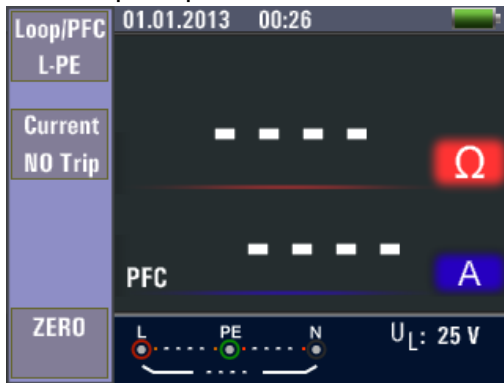 Loop/PFC
L-PE
01.01.2013 00:26
Current
NO Trip
- - - -
Ω
- - - -
PFC
A
ZERO
L PE N
UL: 25 V